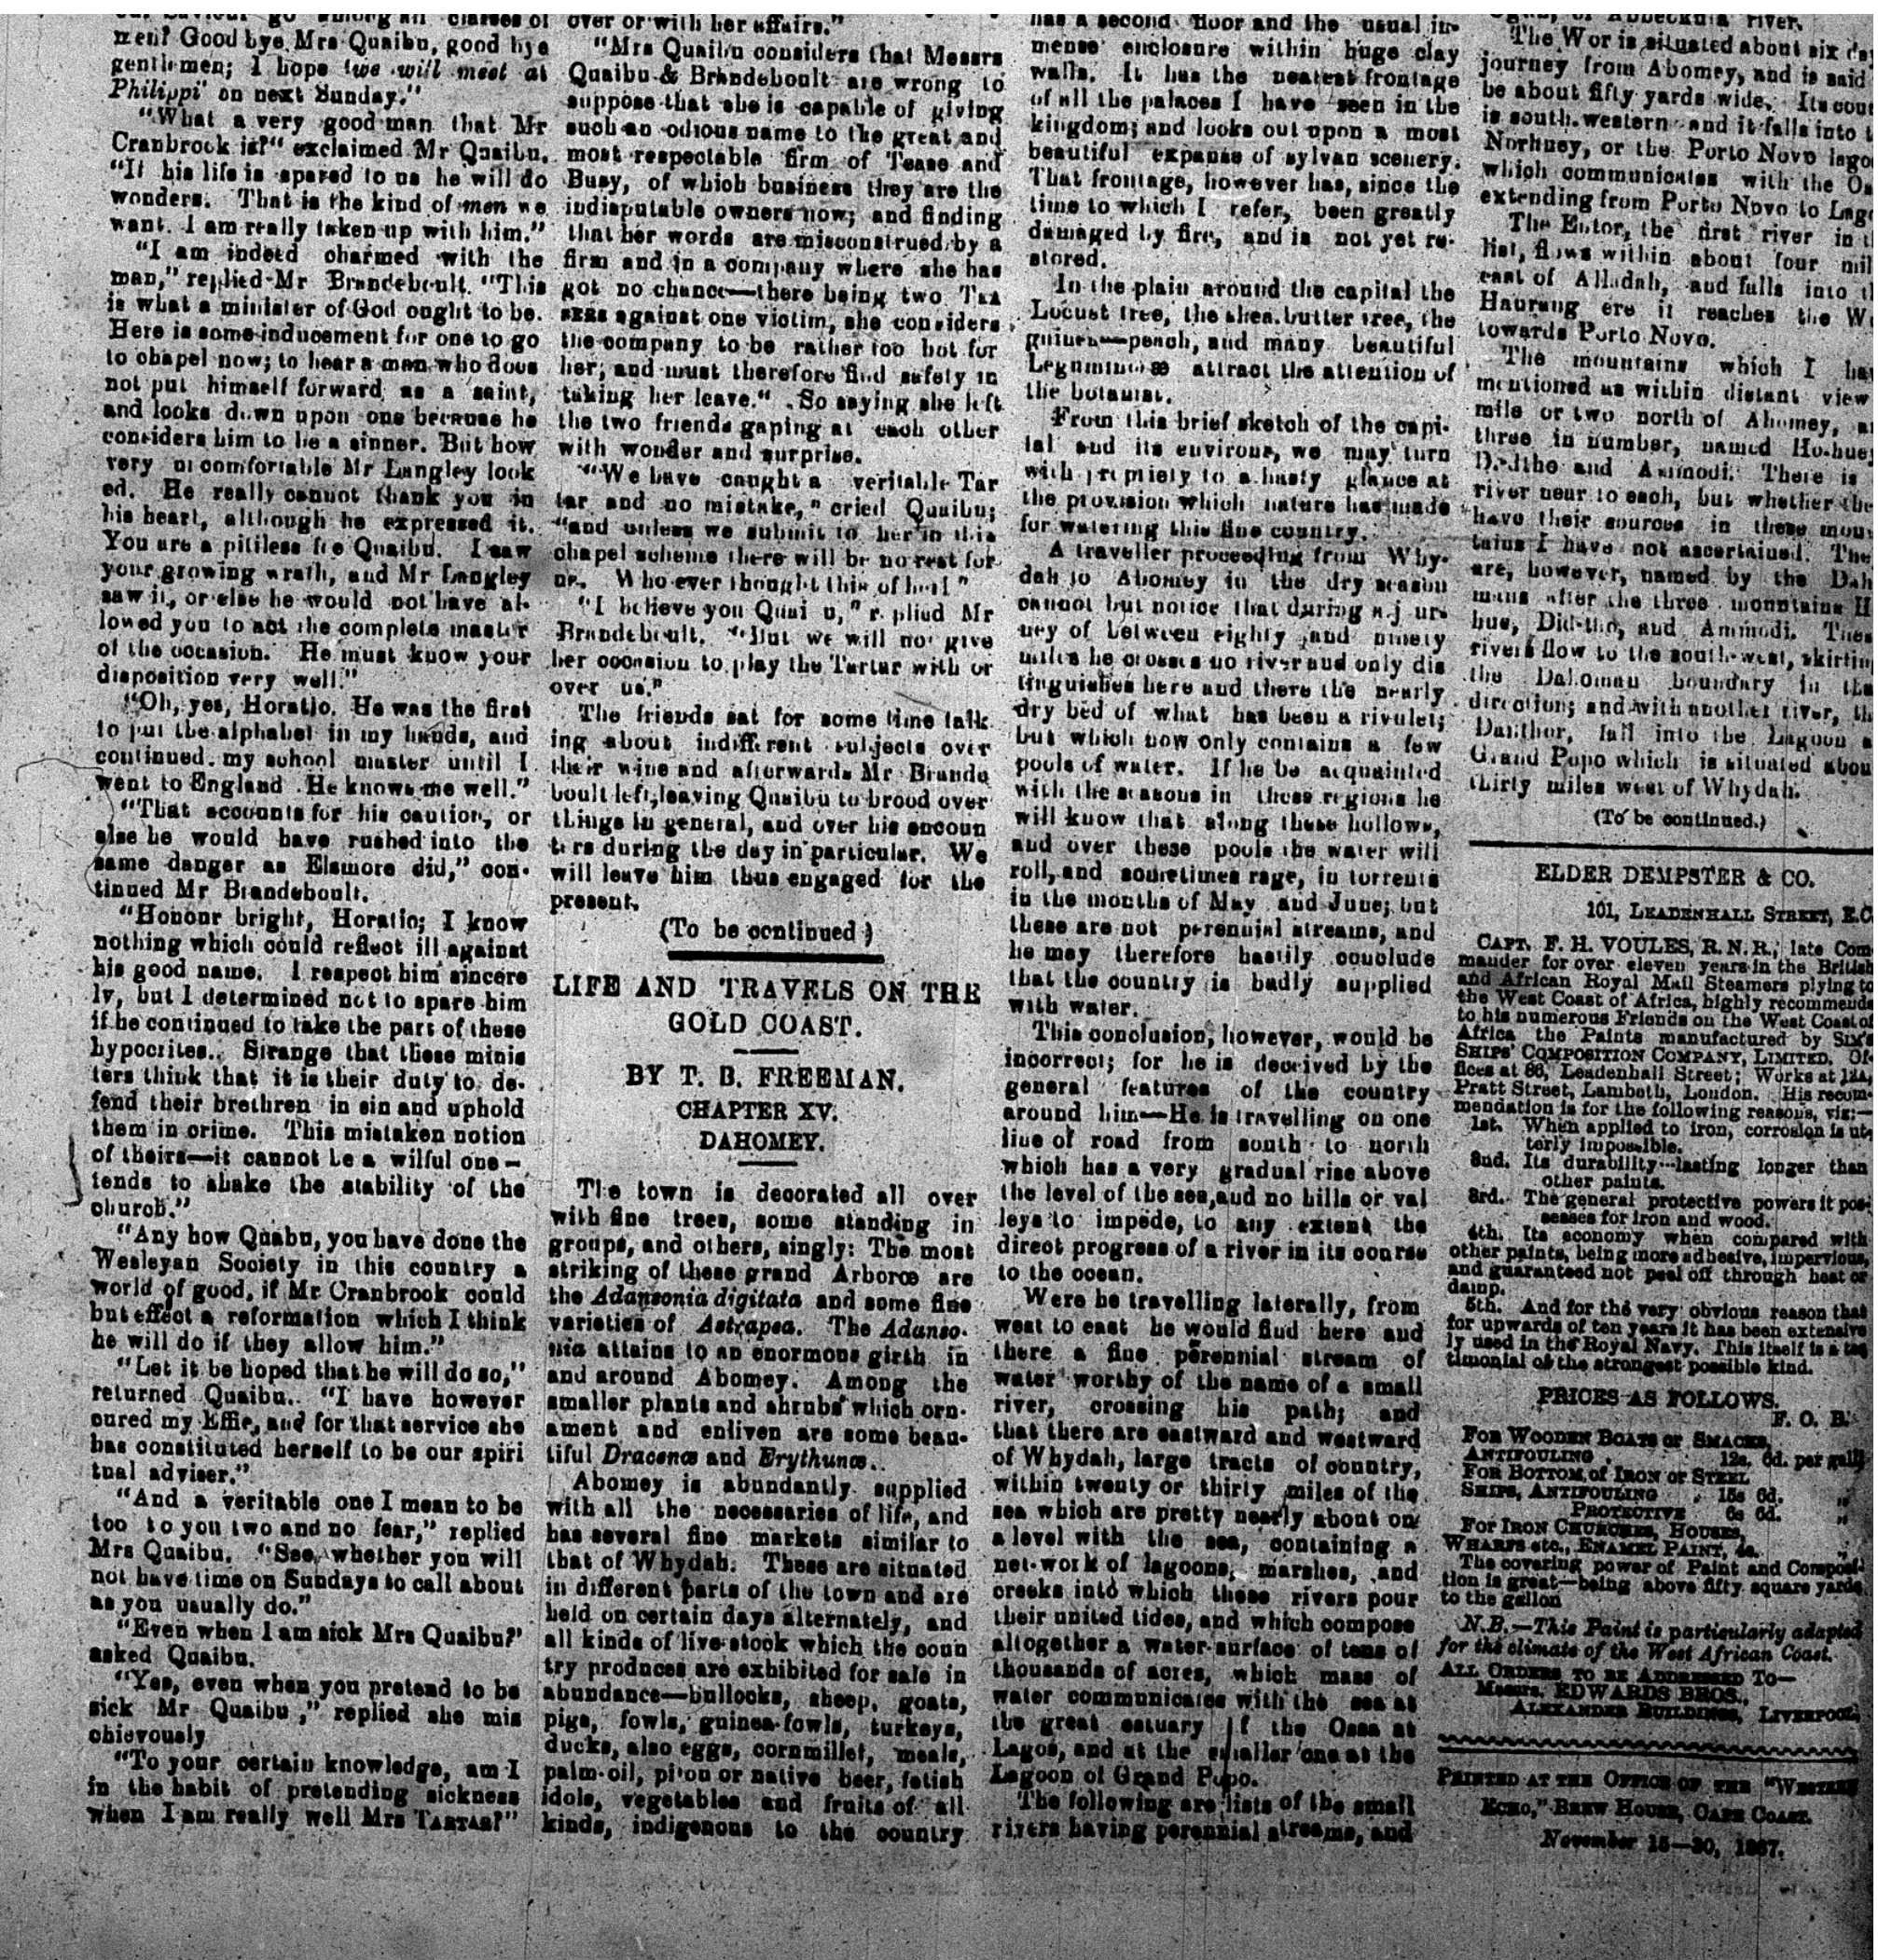 our Saviour go among all classes of
men? Good bye Mrs Quaibu, good bye
gentlemen; I hope 'we will meet at
Philippi' on next Sunday."
"What a very good man that Mr
Cranbrook is?" exclaimed Mr Quaibu.
"If his life is spared to us he will do
wonders. That is the kind of men we
want. I am really taken up with him."
"I am indeed charmed with the
man," replied Mr Brandeboult. "This
is what a minister of God ought to be.
Here is some inducement for one to go
to chapel now; to hear a man who does
not put himself forward as a saint,
and looks down upon one because he
considers him to be a sinner. But how
very uncomfortable Mr Langley look
ed. He really cannot thank you in
his heart, although he expressed it.
You are a pitiless foe Quaibu. I saw
your growing wrath, and Mr Langley
saw it, or else he would not have al-
lowed you to act the complete master
of the occasion. He must know your
disposition very well."
"Oh, yes, Horatio. He was the first
to put the alphabet in my hands, and
continued my school master until I
went to England. He knows me well."
"That accounts for his caution, or
else he would have rushed into the
same danger as Elsmore did," con-
tinued Mr Brandeboult.
"Honour bright, Horatio; I know
nothing which could reflect ill against
his good name. I respect him sincere
ly, but I determined not to spare him
if he continued to take the part of these
hypocrites. Strange that these minis
ters think that it is their duty to de-
fend their brethren in sin and uphold
them in crime. This mistaken notion
of theirs—it cannot be a wilful one—
tends to shake the stability of the
church."
"Any how Quabu, you have done the
Wesleyan Society in this country a
world of good, if Mr Cranbrook could
but effect a reformation which I think
he will do if they allow him."
"Let it be hoped that he will do so,"
returned Quaibu. "I have however
cured my Effie, and for that service she
has constituted herself to be our spiri
tual adviser."
"And a veritable one I mean to be
too to you two and no fear," replied
Mrs Quaibu. "See, whether you will
not have time on Sundays to call about
as you usually do."
"Even when I am sick Mrs Quaibu?"
asked Quaibu.
"Yes, even when you pretend to be
sick Mr Quaibu," replied she mis
chievously
"To your certain knowledge, am I
in the habit of pretending sickness
when I am really well Mrs TARTAR?"
over or with her affairs."
"Mrs Quaibu considers that Messrs
Quaibu & Brandeboult are wrong to
suppose that she is capable of giving
such an odious name to the great and
most respectable firm of Tease and
Busy, of which business they are the
indisputable owners now; and finding
that her words are misconstrued by a
firm and in a company where she has
got no chance—there being two TEA
SERS against one victim, she considers
the company to be rather too hot for
her; and must therefore find safety in
taking her leave." So saying she left
the two friends gaping at each other
with wonder and surprise.
"We have caught a veritable Tar
tar and no mistake," cried Quaibu;
"and unless we submit to her in this
chapel scheme there will be no rest for
us. Who ever thought this of her!"
"I believe you Quai u," replied Mr
Brandeboult. "But we will not give
her occasion to play the Tartar with or
over us."
The friends sat for some time talk
ing about indifferent subjects over
their wine and afterwards Mr Brande
boult left, leaving Quaibu to brood over
things in general, and over his encoun
ters during the day in particular. We
will leave him thus engaged for the
present.
(To be continued)
LIFE AND TRAVELS ON THE
GOLD COAST.
BY T. B. FREEMAN.
CHAPTER XV.
DAHOMEY.
The town is decorated all over
with fine trees, some standing in
groups, and others, singly: The most
striking of these grand Arboræ are
the Adansonia digitata and some fine
varieties of Astrapea. The Adanso-
nia attains to an enormous girth in
and around Abomey. Among the
smaller plants and shrubs which orn-
ament and enliven are some beau-
tiful Dracenœ and Erythunœ.
Abomey is abundantly supplied
with all the necessaries of life, and
has several fine markets similar to
that of Whydah. These are situated
in different parts of the town and are
held on certain days alternately, and
all kinds of live-stock which the coun
try produces are exhibited for sale in
abundance—bullocks, sheep, goats,
pigs, fowls, guinea-fowls, turkeys,
ducks, also eggs, cornmillet, meals,
palm-oil, pitou or native beer, fetish
idols, vegetables and fruits of all
kinds, indigenous to the country
has a second floor and the usual im-
mense enclosure within huge clay
walls. It has the neatest frontage
of all the palaces I have seen in the
kingdom; and looks out upon a most
beautiful expanse of sylvan scenery.
That frontage, however has, since the
time to which I refer, been greatly
damaged by fire, and is not yet re-
stored.
In the plain around the capital the
Locust tree, the shea-butter tree, the
guinea—peach, and many beautiful
Leguminose attract the attention of
the botanist.
From this brief sketch of the capi-
tal and its environs, we may turn
with propriety to a hasty glance at
the provision which nature has made
for watering this fine country.
A traveller proceeding from Why-
dah to Abomey in the dry season
cannot but notice that during a jour-
ney of between eighty and ninety
miles he crosses no river and only dis
tinguishes here and there the nearly
dry bed of what has been a rivulet;
but which now only contains a few
pools of water. If he be acquainted
with the seasons in these regions he
will know that along these hollows,
and over these pools the water will
roll, and sometimes rage, in torrents
in the months of May and June; but
these are not perennial streams, and
he may therefore hastily conclude
that the country is badly supplied
with water.
This conclusion, however, would be
incorrect; for he is deceived by the
general features of the country
around him—He is travelling on one
line of road from south to north
which has a very gradual rise above
the level of the sea, and no hills or val
leys to impede, to any extent the
direct progress of a river in its course
to the ocean.
Were he travelling laterally, from
west to east he would find here and
there a fine perennial stream of
water worthy of the name of a small
river, crossing his path; and
that there are eastward and westward
of Whydah, large tracts of country,
within twenty or thirty miles of the
sea which are pretty nearly about on
a level with the sea, containing a
net-work of lagoons, marshes, and
creeks into which these rivers pour
their united tides, and which compose
altogether a water-surface of tens of
thousands of acres, which mass of
water communicates with the sea at
the great estuary of the Ossa at
Lagos, and at the smaller one at the
Lagoon of Grand Popo.
The following are lists of the small
rivers having perennial streams, and
river.
The Wor is situated about six da
journey from Abomey, and is said
be about fifty yards wide. Its cou
is south-western and it falls into t
Norhuey, or the Porto Novo lago
which communicates with the Os
extending from Porto Novo to Lag
The Eutor, the first river in t
list, flows within about four mil
east of Alladah, and falls into t
Haurang ere it reaches the W
towards Porto Novo.
The mountains which I ha
mentioned as within distant view
mile or two north of Abomey, a
three in number, named Ho-hue,
and Ammodi. There is
river near to each, but whether the
have their sources in these moun
tains I have not ascertained. The
are, however, named by the Dah
mans after the three mountains H
hue, Did-tho, and Ammodi. Thes
rivers flow to the south-west, skirtin
the Dahoman boundary in tha
direction; and with another river, th
Danthor, fall into the Lagoon a
Grand Popo which is situated abou
thirty miles west of Whydah.
(To be continued.)
ELDER DEMPSTER & CO.
101, LEADENHALL STREET, E.C
CAPT. F. H. VOULES, R.N.R., late Com-
mander for over eleven years in the British
and African Royal Mail Steamers plying to
the West Coast of Africa, highly recommends
to his numerous Friends on the West Coast of
Africa the Paints manufactured by SIM'S
SHIPS' COMPOSITION COMPANY, LIMITED. Of-
fices at 86, Leadenhall Street; Works at 12A,
Pratt Street, Lambeth, London. His recom-
mendation is for the following reasons, viz:—
1st. When applied to iron, corrosion is ut-
terly impossible.
2nd. Its durability—lasting longer than
other paints.
3rd. The general protective powers it pos-
sesses for iron and wood.
4th. Its economy when compared with
other paints, being more adhesive, impervious,
and guaranteed not peel off through heat or
damp.
5th. And for the very obvious reason that
for upwards of ten years it has been extensive
ly used in the Royal Navy. This itself is a tes
timonial of the strongest possible kind.
PRICES AS FOLLOWS.
F. O. B.
FOR WOODEN BOATS OR SMACKS,
ANTIFOULING 12s. 6d. per gall
FOR BOTTOM OF IRON OR STEEL
SHIPS, ANTIFOULING 15s 6d. "
PROTECTIVE 6s 6d. "
FOR IRON CHURCHES, HOUSES,
WHARFS etc., ENAMEL PAINT, "
The covering power of Paint and Composi-
tion is great—being above fifty square yards
to the gallon
N.B.—This Paint is particularly adapted
for the climate of the West African Coast.
ALL ORDERS TO BE ADDRESSED TO—
Messrs. EDWARDS BROS.,
ALEXANDER BUILDINGS, LIVERPOOL.
PRINTED AT THE OFFICE OF THE "WESTERN
ECHO," BREW HOUSE, CAPE COAST.
November 15—30, 1887.